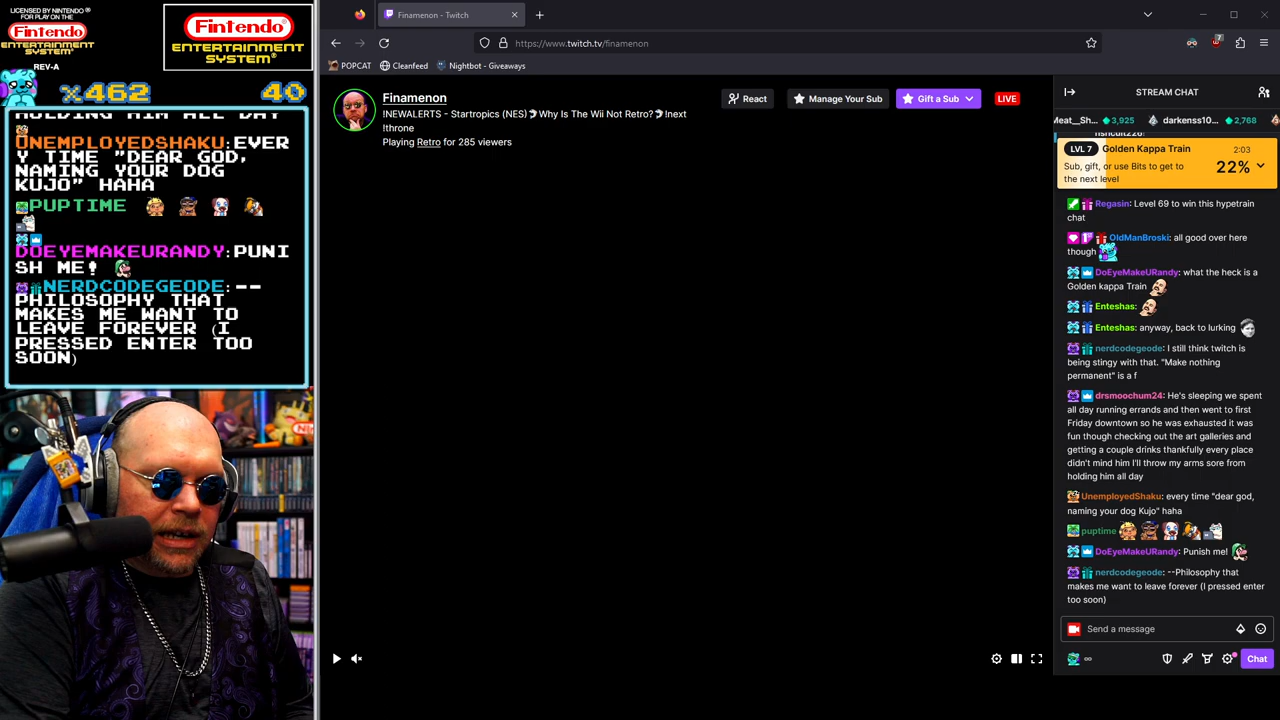 LICENSED BY NINTENDO®
FOR PLAY ON THE
Fintendo®
ENTERTAINMENT
SYSTEM®
REV-A
Fintendo®
ENTERTAINMENT
SYSTEM®
x462
40
HOLDING HIM ALL DAY
UNEMPLOYEDSHAKU:EVER
Y TIME "DEAR GOD,
NAMING YOUR DOG
KUJO" HAHA
PUPTIME
DOEYEMAKEURANDY:PUNI
SH ME!
NERDCODEGEODE:--
PHILOSOPHY THAT
MAKES ME WANT TO
LEAVE FOREVER (I
PRESSED ENTER TOO
SOON)
Finamenon - Twitch
https://www.twitch.tv/finamenon
POPCAT
Cleanfeed
Nightbot - Giveaways
Finamenon
!NEWALERTS - Startropics (NES) Why Is The Wii Not Retro? !next
!throne
Playing Retro for 285 viewers
React
Manage Your Sub
Gift a Sub
LIVE
STREAM CHAT
Meat__Sh... 3,925
darkenss10... 2,768
LVL 7 Golden Kappa Train 2:03
Sub, gift, or use Bits to get to
the next level
22%
Regasin: Level 69 to win this hypetrain
chat
OldManBroski: all good over here
though
DoEyeMakeURandy: what the heck is a
Golden kappa Train
Enteshas:
Enteshas: anyway, back to lurking
nerdcodegeode: I still think twitch is
being stingy with that. "Make nothing
permanent" is a f
drsmoochum24: He's sleeping we spent
all day running errands and then went to first
Friday downtown so he was exhausted it was
fun though checking out the art galleries and
getting a couple drinks thankfully every place
didn't mind him I'll throw my arms sore from
holding him all day
UnemployedShaku: every time "dear god,
naming your dog Kujo" haha
puptime
DoEyeMakeURandy: Punish me!
nerdcodegeode: --Philosophy that
makes me want to leave forever (I pressed enter
too soon)
Send a message
Chat